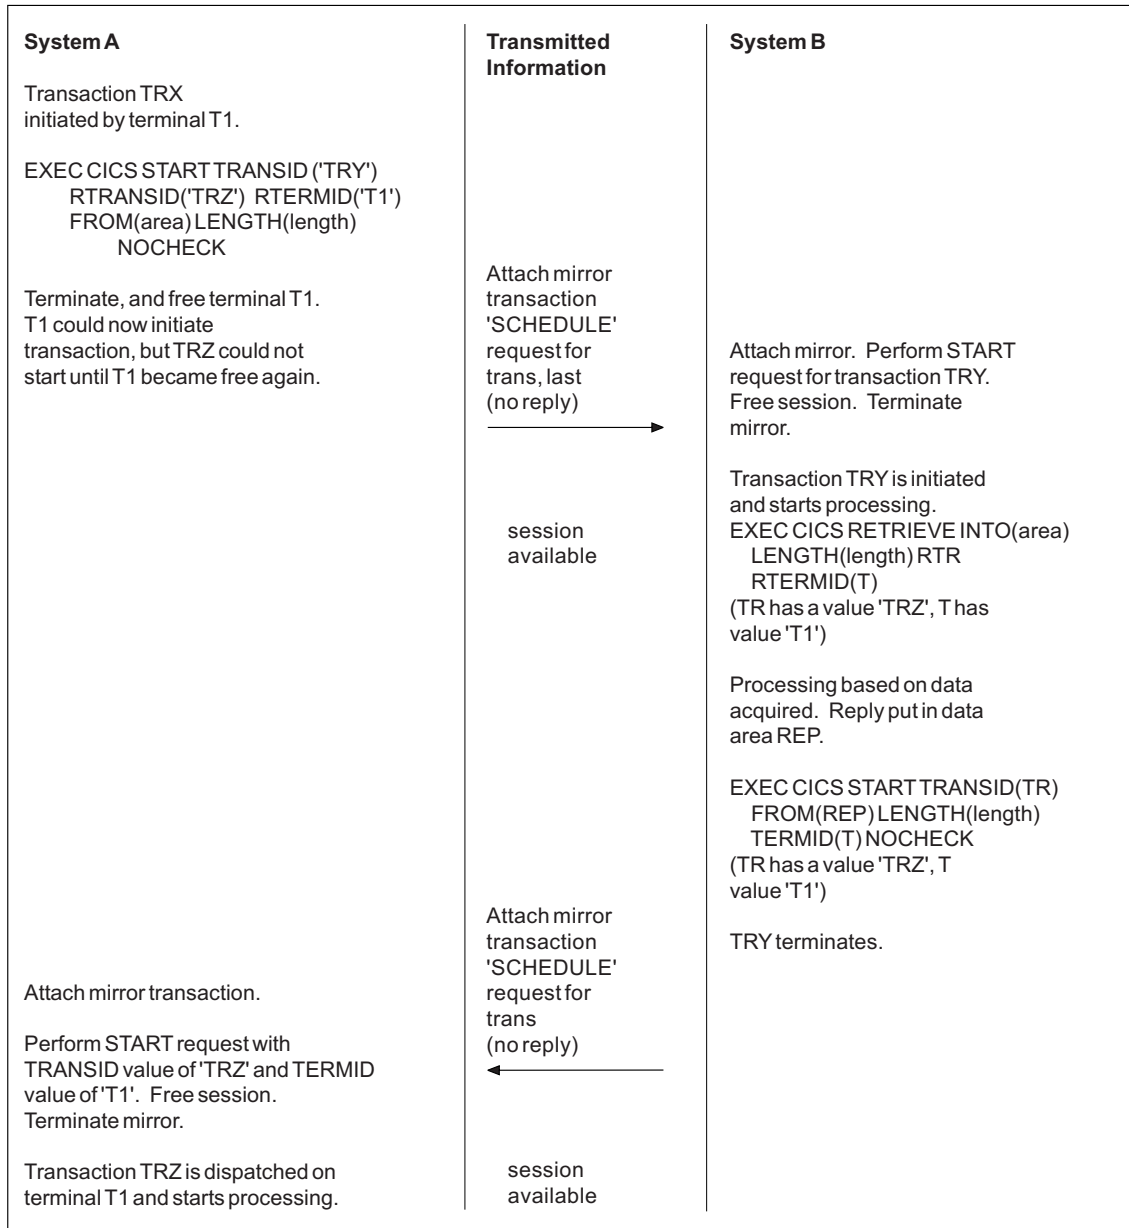 System A
Transaction TRX
initiated by terminal T1.
EXEC CICS START TRANSID ('TRY')
RTRANSID('TRZ') RTERMID('T1')
FROM(area) LENGTH(length)
NOCHECK
Terminate, and free terminal T1.
T1 could now initiate
transaction, but TRZ could not
start until T1 became free again.
Attach mirror transaction.
Perform START request with
TRANSID value of 'TRZ' and TERMID
value of 'T1'. Free session.
Terminate mirror.
Transaction TRZ is dispatched on
terminal T1 and starts processing.
Transmitted
Information
Attach mirror
transaction
'SCHEDULE'
request for
trans, last
(no reply)
session
available
Attach mirror
transaction
'SCHEDULE'
request for
trans
(no reply)
session
available
System B
Attach mirror. Perform START
request for transaction TRY.
Free session. Terminate
mirror.
Transaction TRY is initiated
and starts processing.
EXEC CICS RETRIEVE INTO(area)
LENGTH(length) RTR
RTERMID(T)
(TR has a value 'TRZ', T has
value 'T1')
Processing based on data
acquired. Reply put in data
area REP.
EXEC CICS START TRANSID(TR)
FROM(REP) LENGTH(length)
TERMID(T) NOCHECK
(TR has a value 'TRZ', T
value 'T1')
TRY terminates.